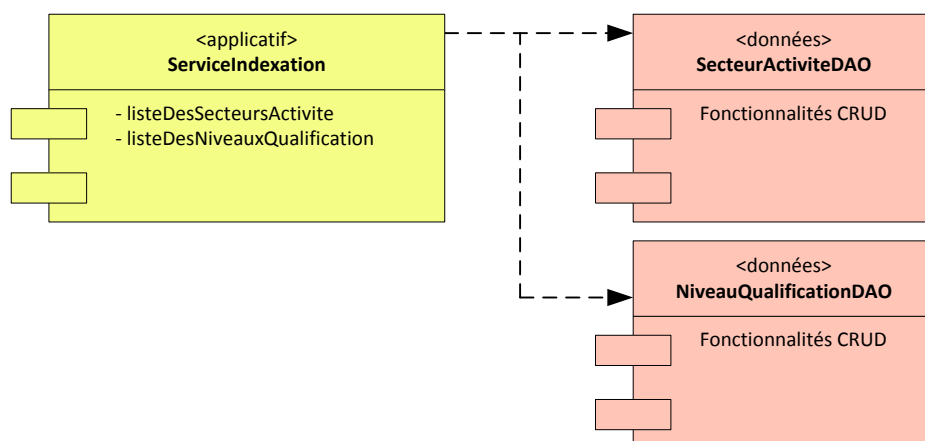 <applicatif>
ServiceIndexation
- listeDesSecteursActivite
- listeDesNiveauxQualification
<données>
SecteurActiviteDAO
Fonctionnalités CRUD
<données>
NiveauQualificationDAO
Fonctionnalités CRUD